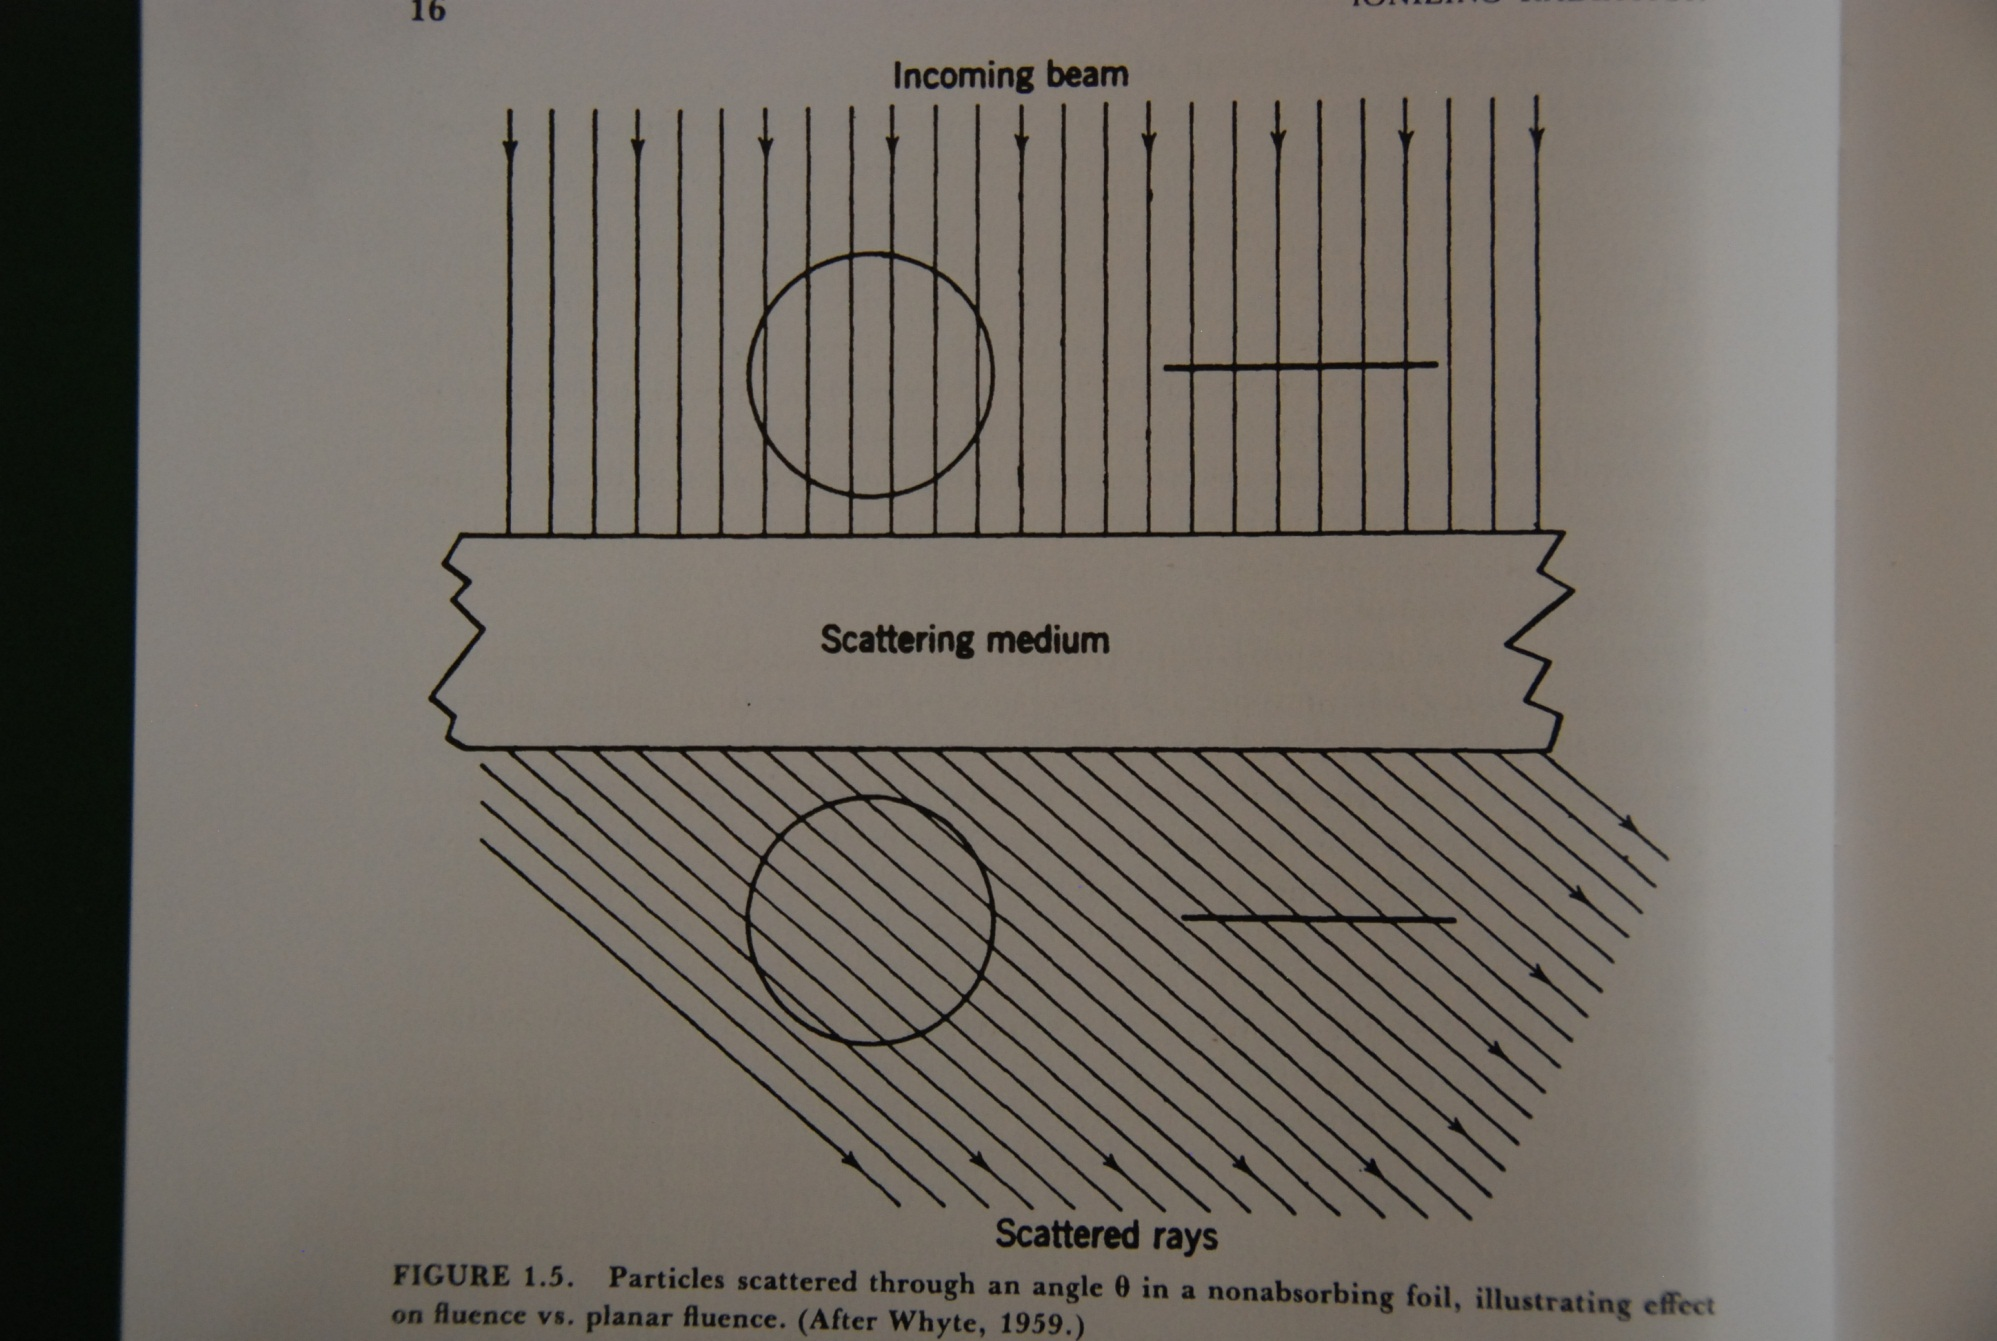 16
Incoming beam
Scattering medium
Scattered rays
FIGURE 1.5. Particles scattered through an angle θ in a nonabsorbing foil, illustrating effect
on fluence vs. planar fluence. (After Whyte, 1959.)